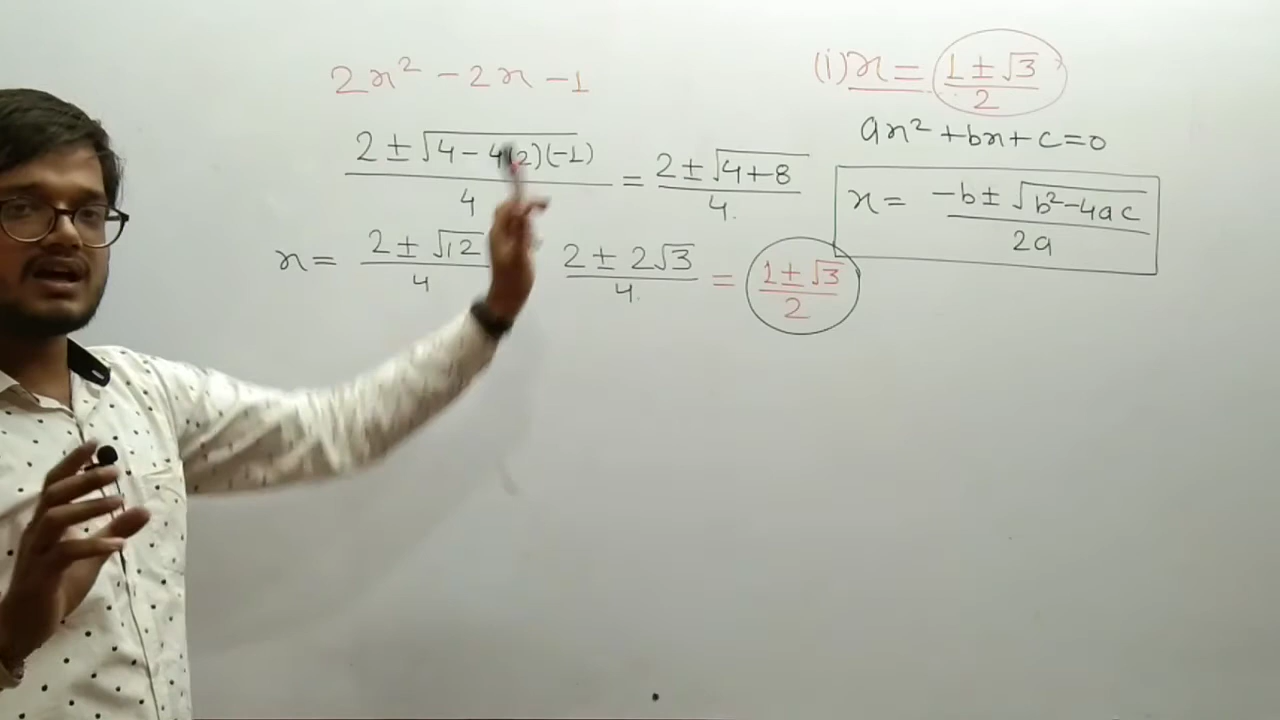 2x² - 2x - 1
(i) x = (1 ± √3)/2
ax² + bx + c = 0
(2 ± √(4 - 4(2)(-1)))/4 = (2 ± √(4+8))/4.
x = (-b ± √(b² - 4ac))/2a
x = (2 ± √12)/4 (2 ± 2√3)/4. = (1 ± √3)/2